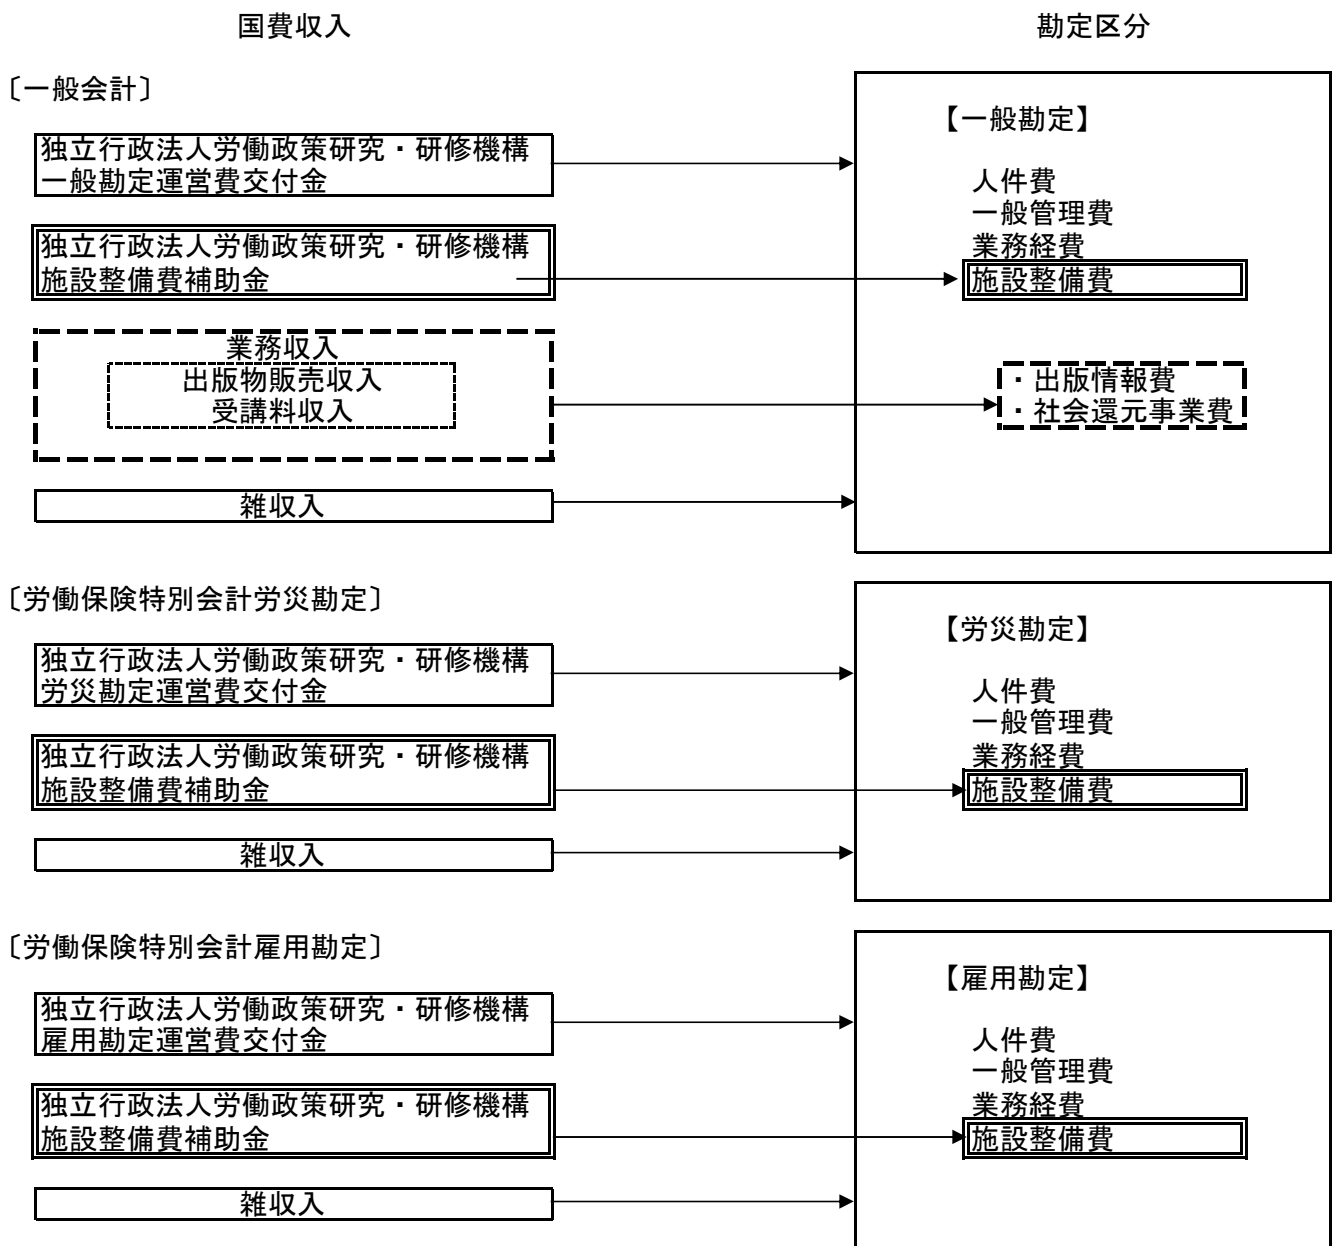 国費収入
勘定区分
〔一般会計〕
独立行政法人労働政策研究・研修機構
一般勘定運営費交付金
独立行政法人労働政策研究・研修機構
施設整備費補助金
業務収入
出版物販売収入
受講料収入
雑収入
【一般勘定】
人件費
一般管理費
業務経費
施設整備費
・出版情報費
・社会還元事業費
〔労働保険特別会計労災勘定〕
独立行政法人労働政策研究・研修機構
労災勘定運営費交付金
独立行政法人労働政策研究・研修機構
施設整備費補助金
雑収入
【労災勘定】
人件費
一般管理費
業務経費
施設整備費
〔労働保険特別会計雇用勘定〕
独立行政法人労働政策研究・研修機構
雇用勘定運営費交付金
独立行政法人労働政策研究・研修機構
施設整備費補助金
雑収入
【雇用勘定】
人件費
一般管理費
業務経費
施設整備費